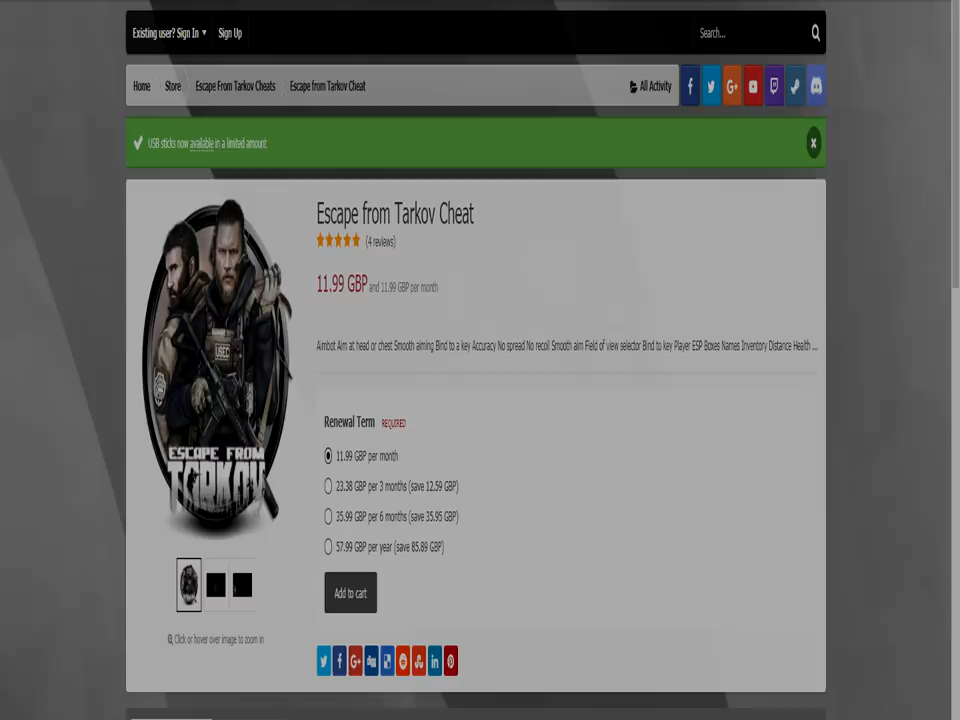 Existing user? Sign In Sign Up Search...
Home Store Escape From Tarkov Cheats Escape from Tarkov Cheat All Activity
USB sticks now available in a limited amount
Escape from Tarkov Cheat
(4 reviews)
11.99 GBP and 11.99 GBP per month
Aimbot Aim at head or chest Smooth aiming Bind to a key Accuracy No spread No recoil Smooth aim Field of view selector Bind to key Player ESP Boxes Names Inventory Distance Health ...
USEC
Renewal Term REQUIRED
11.99 GBP per month
23.38 GBP per 3 months (save 12.59 GBP)
35.99 GBP per 6 months (save 35.95 GBP)
57.99 GBP per year (save 85.89 GBP)
ESCAPE FROM
TARKOV
Add to cart
Click or hover over image to zoom in